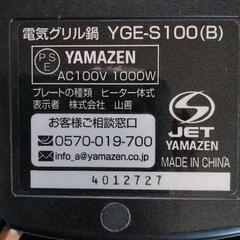 電気グリル鍋 YGE-S100(B)
PSE
YAMAZEN
AC100V 1000W
プレートの種類 ヒーター体式
表示者 株式会社 山善
お客様ご相談窓口
0570-019-700
info_a@yamazen.co.jp
JET
YAMAZEN
MADE IN CHINA
4012727